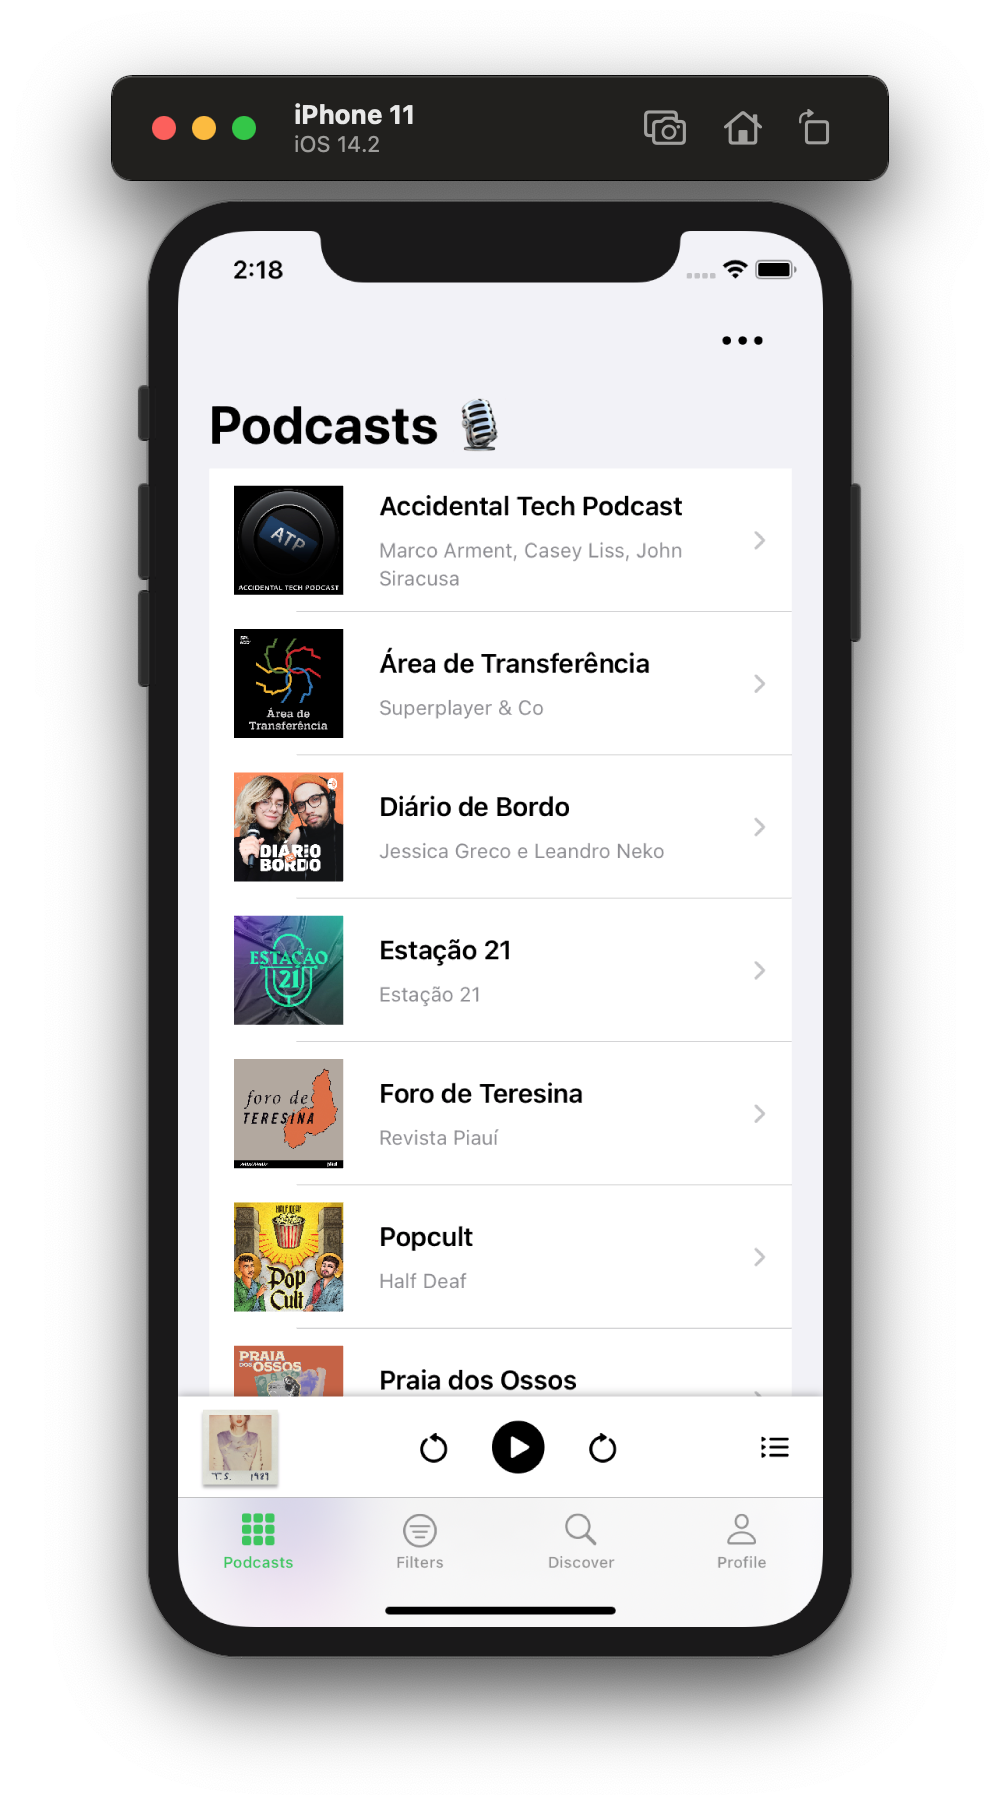 iPhone 11
iOS 14.2
2:18
Podcasts 🎙
ATP
ACCIDENTAL TECH PODCAST
Accidental Tech Podcast
Marco Arment, Casey Liss, John
Siracusa
Área de
Transferência
Área de Transferência
Superplayer & Co
DIÁRIO
BORDO
Diário de Bordo
Jessica Greco e Leandro Neko
ESTAÇÃO
21
Estação 21
Estação 21
foro de
TERESINA
Foro de Teresina
Revista Piauí
HALF DEAF
Pop
Cult
Popcult
Half Deaf
PRAIA
DOS OSSOS
Praia dos Ossos
T.S. 1989
Podcasts
Filters
Discover
Profile